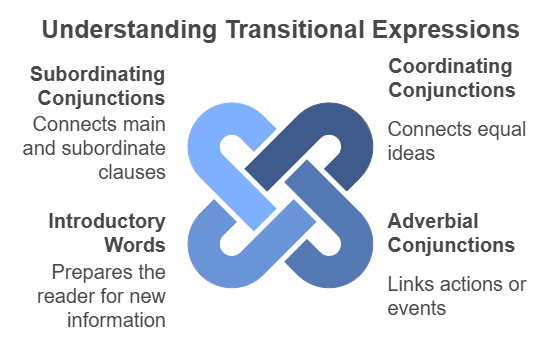 Understanding Transitional Expressions
Subordinating
Conjunctions
Connects main
and subordinate
clauses
Coordinating
Conjunctions
Connects equal
ideas
Introductory
Words
Prepares the
reader for new
information
Adverbial
Conjunctions
Links actions or
events